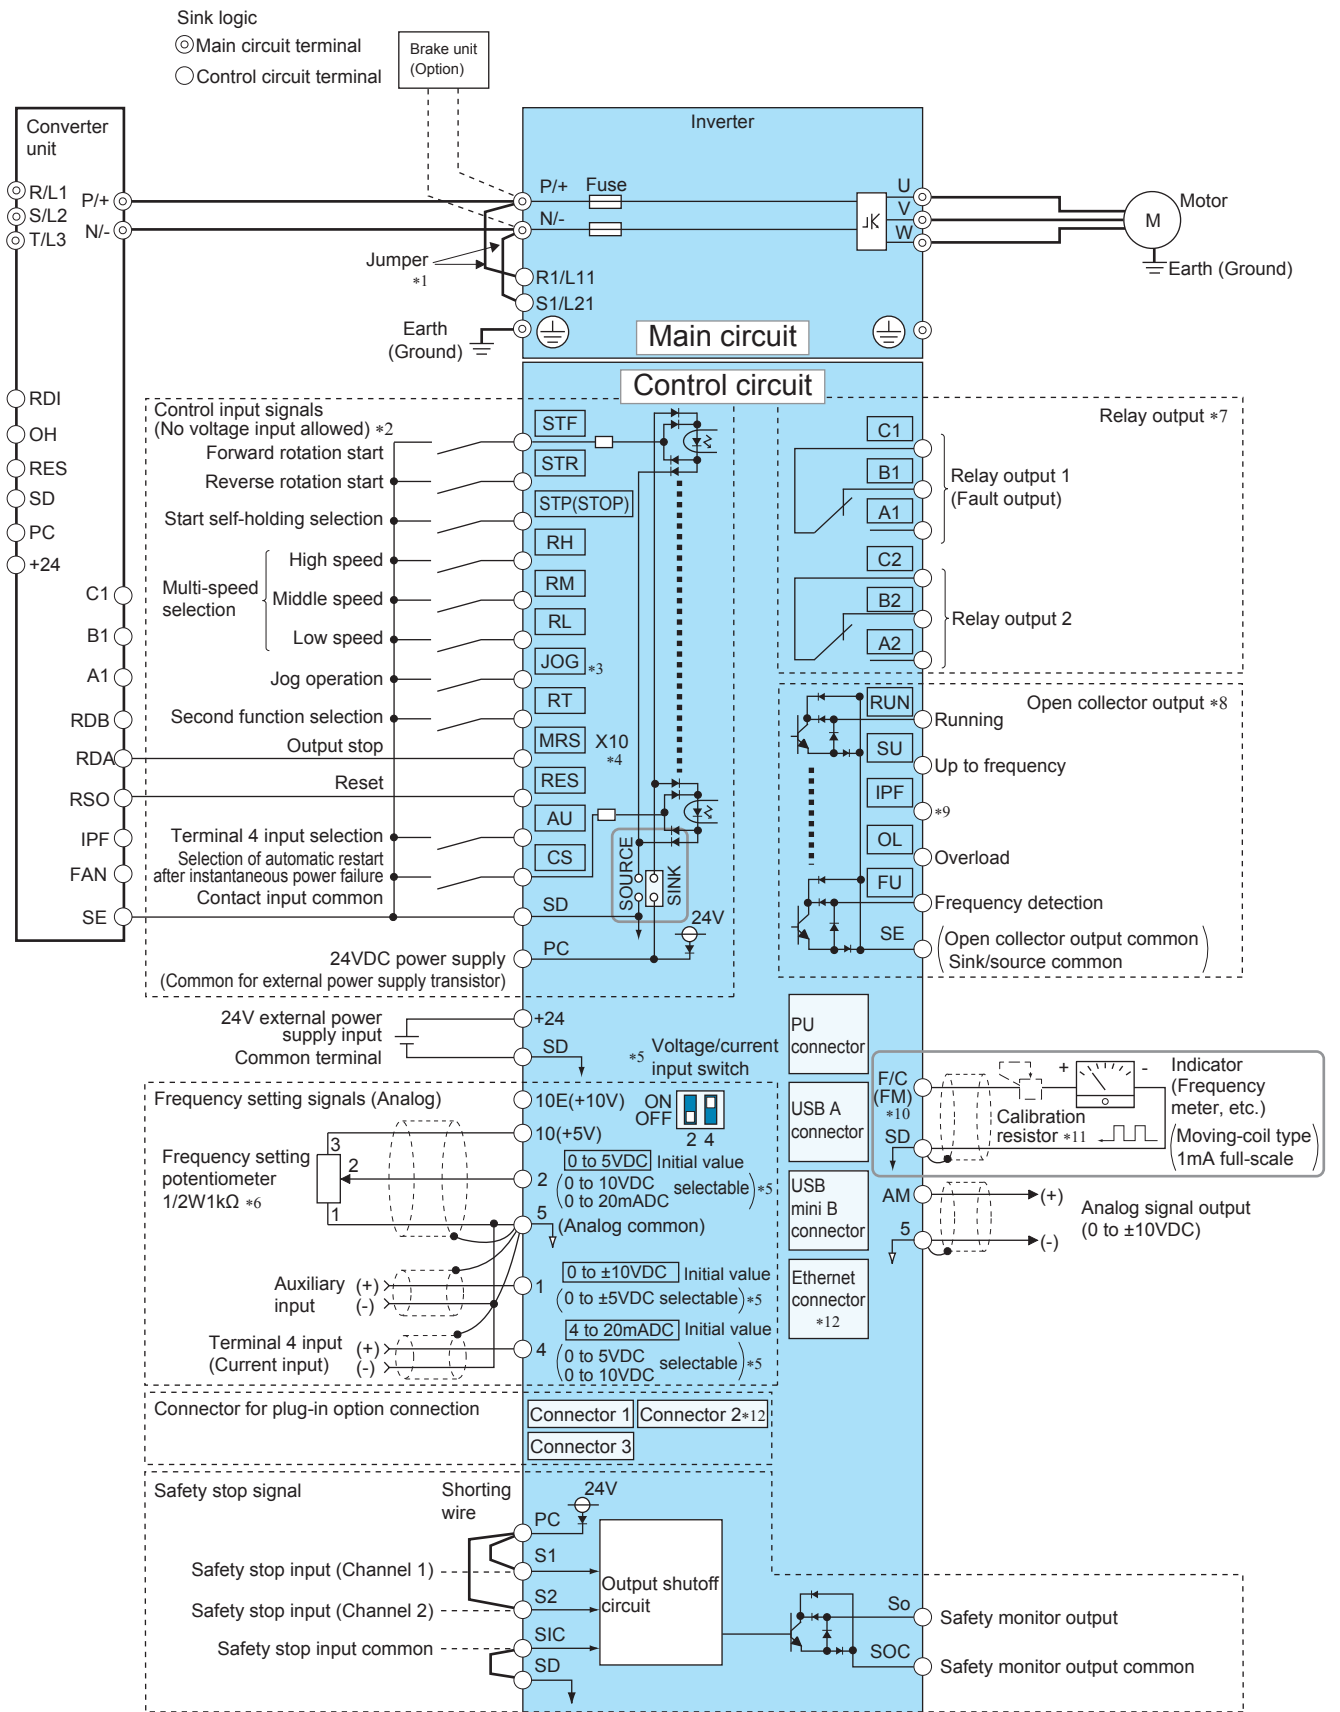 Sink logic
Main circuit terminal
Control circuit terminal
Brake unit
(Option)
Converter
unit
R/L1
S/L2
T/L3
P/+
N/-
Inverter
P/+
Fuse
N/-
U
V
W
Motor
M
Earth (Ground)
Jumper
*1
R1/L11
S1/L21
Earth
(Ground)
Main circuit
Control circuit
RDI
OH
RES
SD
PC
+24
C1
B1
A1
RDB
RDA
RSO
IPF
FAN
SE
Control input signals
(No voltage input allowed) *2
Forward rotation start
Reverse rotation start
Start self-holding selection
Multi-speed
selection
High speed
Middle speed
Low speed
Jog operation
Second function selection
Output stop
Reset
Terminal 4 input selection
Selection of automatic restart
after instantaneous power failure
Contact input common
24VDC power supply
(Common for external power supply transistor)
STF
STR
STP(STOP)
RH
RM
RL
JOG *3
RT
MRS X10
*4
RES
AU
CS
SD
PC
SOURCE
SINK
24V
Relay output *7
C1
B1
A1
Relay output 1
(Fault output)
C2
B2
A2
Relay output 2
Open collector output *8
RUN
Running
SU
Up to frequency
IPF
*9
OL
Overload
FU
Frequency detection
SE
Open collector output common
Sink/source common
24V external power
supply input
Common terminal
+24
SD
*5 Voltage/current
input switch
ON
OFF
2 4
Frequency setting signals (Analog)
Frequency setting
potentiometer
1/2W1kΩ *6
3
2
1
10E(+10V)
10(+5V)
2
0 to 5VDC Initial value
(0 to 10VDC
0 to 20mADC selectable) *5
5
(Analog common)
Auxiliary
input
(+)
(-)
1
0 to ±10VDC Initial value
(0 to ±5VDC selectable) *5
Terminal 4 input
(Current input)
(+)
(-)
4
4 to 20mADC Initial value
(0 to 5VDC
0 to 10VDC selectable) *5
PU
connector
USB A
connector
USB
mini B
connector
Ethernet
connector
*12
F/C
(FM)
*10
SD
+ -
Calibration
resistor *11
Indicator
(Frequency
meter, etc.)
(Moving-coil type
1mA full-scale)
AM
5
(+)
(-)
Analog signal output
(0 to ±10VDC)
Connector for plug-in option connection
Connector 1
Connector 2 *12
Connector 3
Safety stop signal
Shorting
wire
24V
PC
S1
S2
SIC
SD
Safety stop input (Channel 1)
Safety stop input (Channel 2)
Safety stop input common
Output shutoff
circuit
So
SOC
Safety monitor output
Safety monitor output common